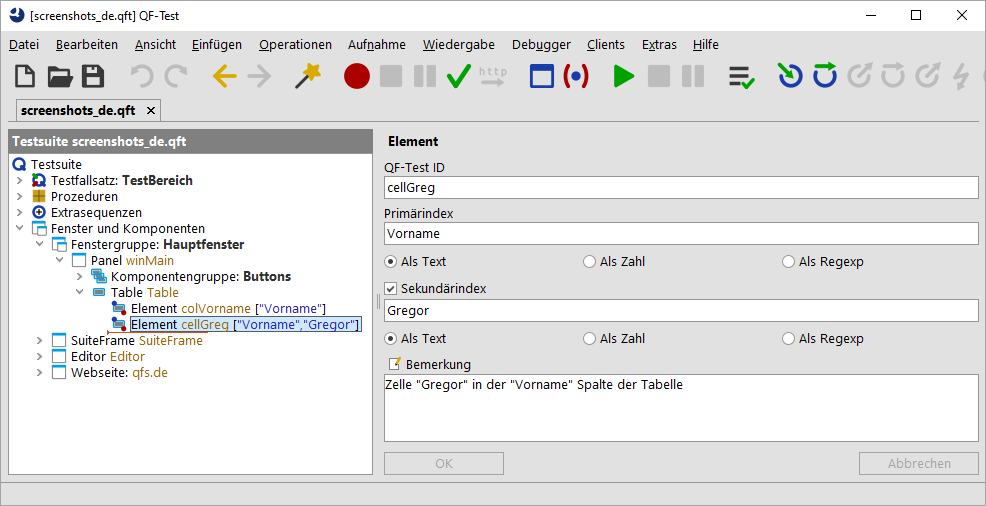 [screenshots_de.qft] QF-Test
Datei Bearbeiten Ansicht Einfügen Operationen Aufnahme Wiedergabe Debugger Clients Extras Hilfe
http
screenshots_de.qft
Testsuite screenshots_de.qft
Testsuite
Testfallsatz: TestBereich
Prozeduren
Extrasequenzen
Fenster und Komponenten
Fenstergruppe: Hauptfenster
Panel winMain
Komponentengruppe: Buttons
Table Table
Element colVorname ["Vorname"]
Element cellGreg ["Vorname","Gregor"]
SuiteFrame SuiteFrame
Editor Editor
Webseite: qfs.de
Element
QF-Test ID
cellGreg
Primärindex
Vorname
Als Text Als Zahl Als Regexp
Sekundärindex
Gregor
Als Text Als Zahl Als Regexp
Bemerkung
Zelle "Gregor" in der "Vorname" Spalte der Tabelle
OK Abbrechen